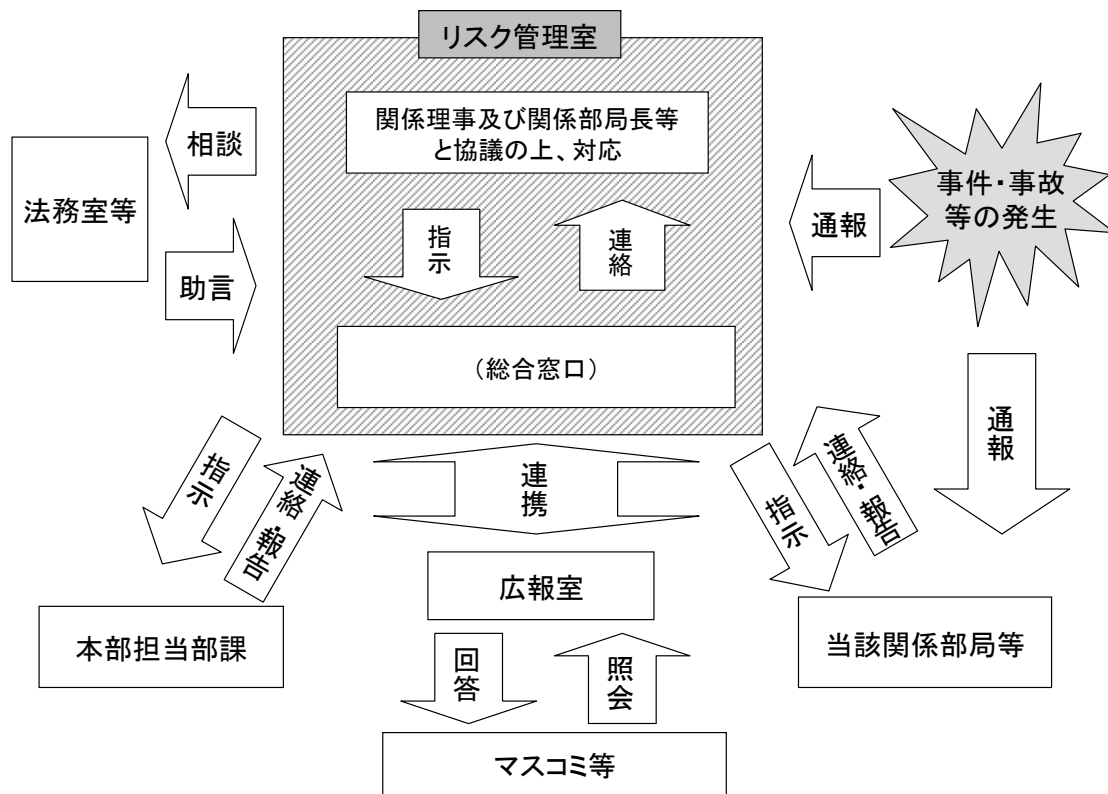 リスク管理室
関係理事及び関係部局長等
と協議の上、対応
相談
法務室等
助言
指示
連絡
通報
事件・事故
等の発生
（総合窓口）
通報
指示
連絡・報告
連携
指示
連絡・報告
広報室
本部担当部課
当該関係部局等
回答
照会
マスコミ等